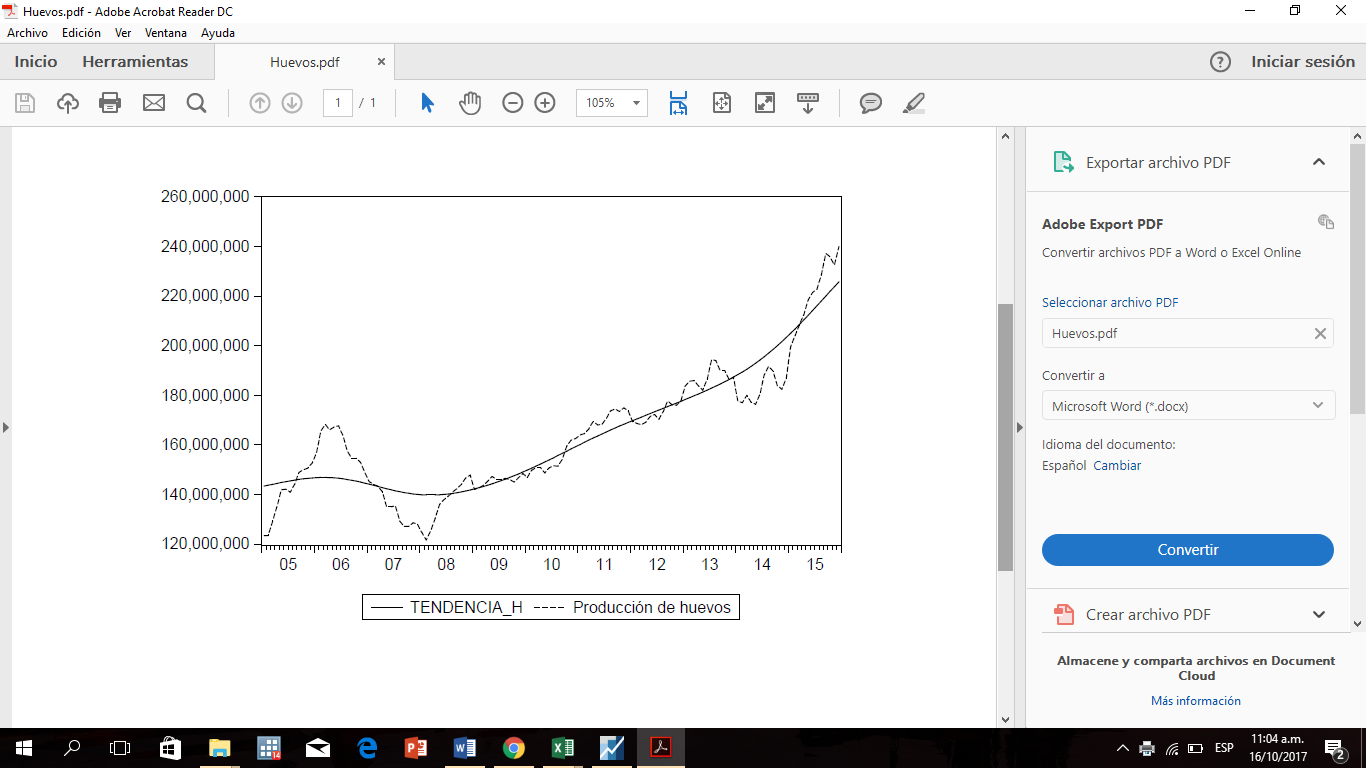 Huevos.pdf - Adobe Acrobat Reader DC
Archivo Edición Ver Ventana Ayuda
Inicio Herramientas Huevos.pdf Iniciar sesión
1 / 1 105%
260,000,000
240,000,000
220,000,000
200,000,000
180,000,000
160,000,000
140,000,000
120,000,000
05 06 07 08 09 10 11 12 13 14 15
TENDENCIA_H Producción de huevos
Exportar archivo PDF
Adobe Export PDF
Convertir archivos PDF a Word o Excel Online
Seleccionar archivo PDF
Huevos.pdf
Convertir a
Microsoft Word (*.docx)
Idioma del documento:
Español Cambiar
Convertir
Crear archivo PDF
Almacene y comparta archivos en Document
Cloud
Más información
14
ESP
11:04 a.m.
16/10/2017
2